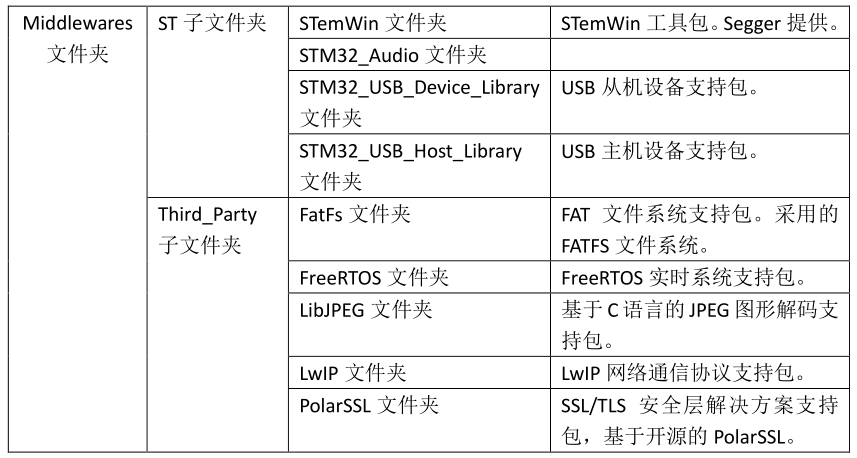 Middlewares
文件夹
ST 子文件夹
STemWin 文件夹
STemWin 工具包。Segger 提供。
STM32_Audio 文件夹
STM32_USB_Device_Library
文件夹
USB 从机设备支持包。
STM32_USB_Host_Library
文件夹
USB 主机设备支持包。
Third_Party
子文件夹
FatFs 文件夹
FAT 文件系统支持包。采用的
FATFS 文件系统。
FreeRTOS 文件夹
FreeRTOS 实时系统支持包。
LibJPEG 文件夹
基于 C 语言的 JPEG 图形解码支
持包。
LwIP 文件夹
LwIP 网络通信协议支持包。
PolarSSL 文件夹
SSL/TLS 安全层解决方案支持
包，基于开源的 PolarSSL。